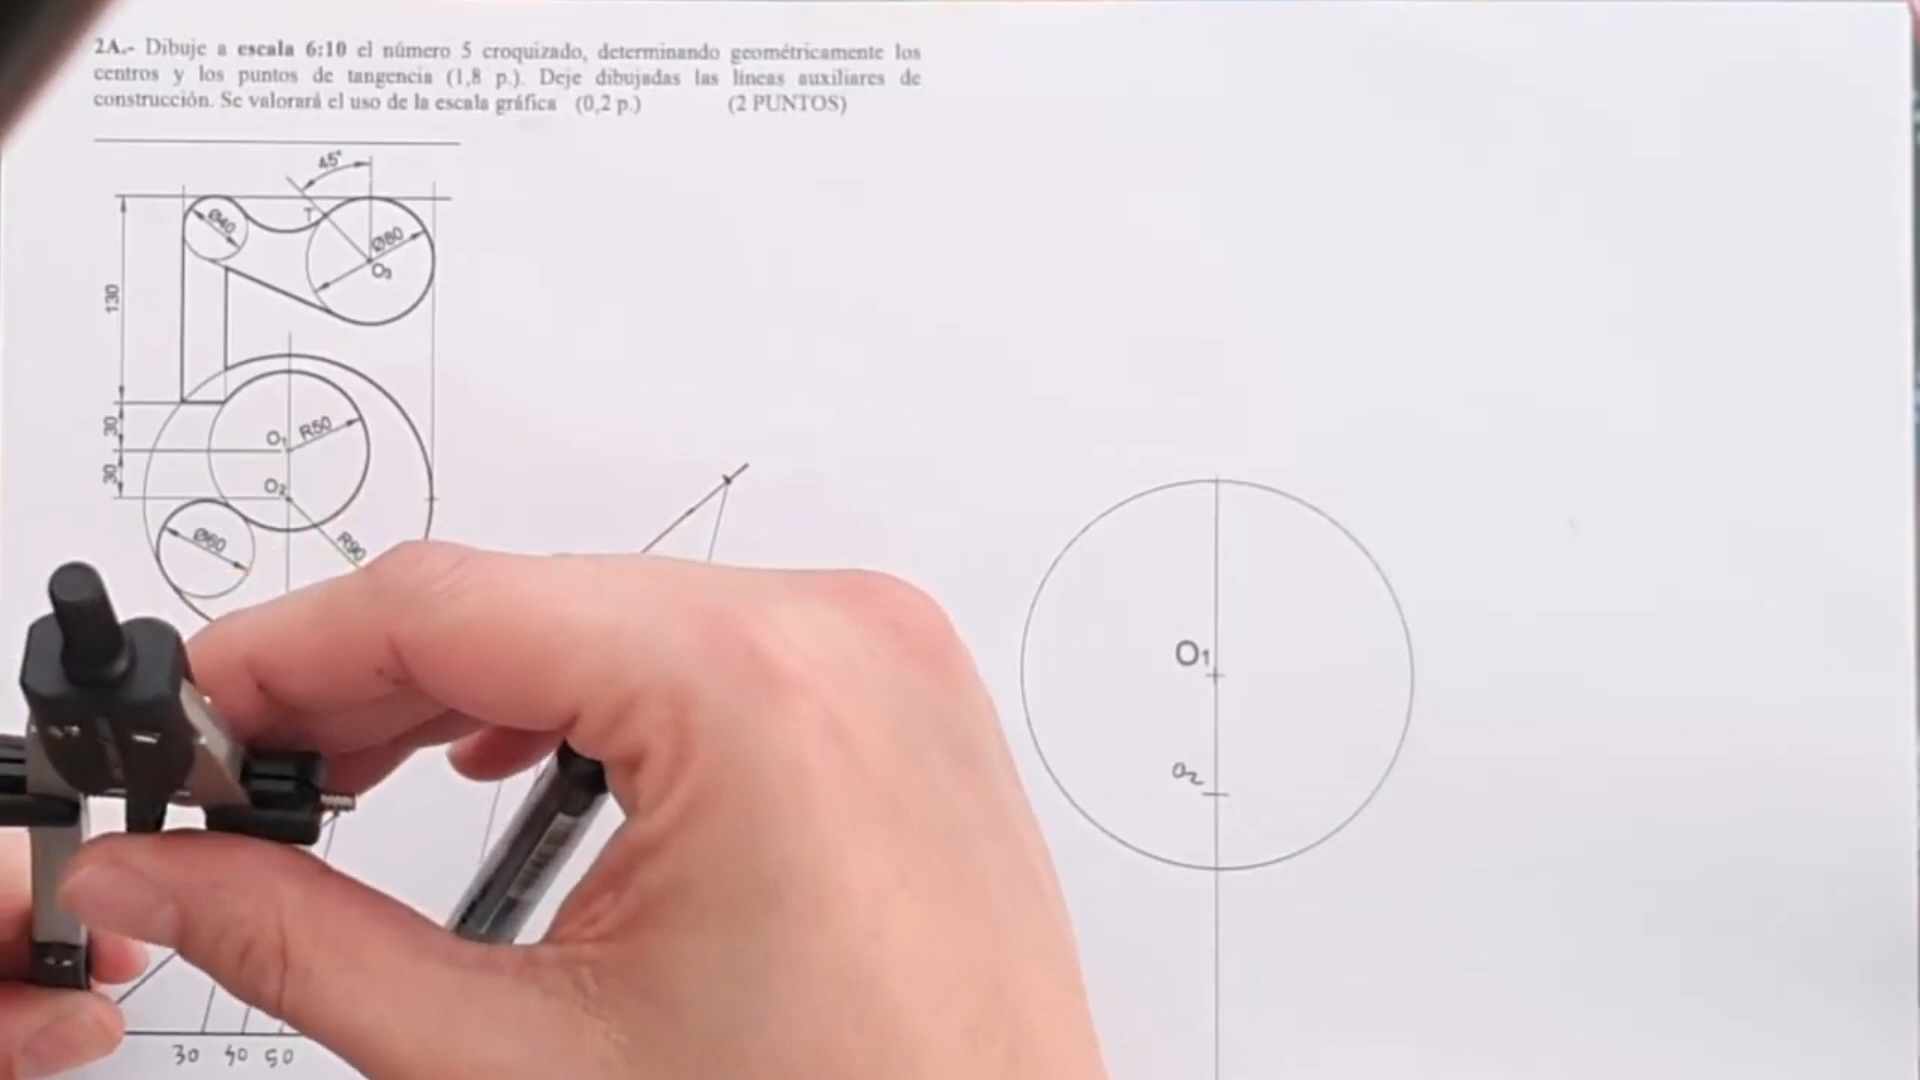 2A.- Dibuje a escala 6:10 el número 5 croquizado, determinando geométricamente los
centros y los puntos de tangencia (1,8 p.). Deje dibujadas las líneas auxiliares de
construcción. Se valorará el uso de la escala gráfica (0,2 p.) (2 PUNTOS)
45°
Ø40
T
Ø80
O3
130
30
O1
R50
30
O2
Ø60
R90
O1
O2
30 40 50